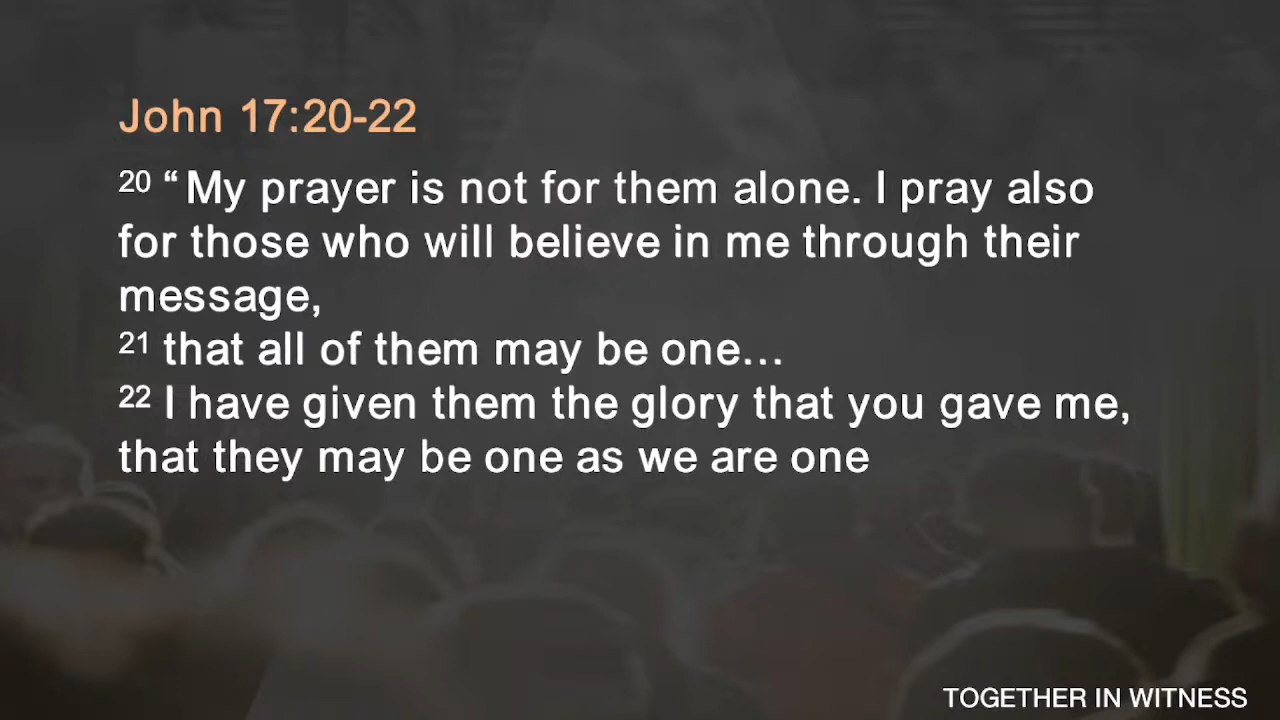 John 17:20-22
20 “ My prayer is not for them alone. I pray also
for those who will believe in me through their
message,
21 that all of them may be one…
22 I have given them the glory that you gave me,
that they may be one as we are one
TOGETHER IN WITNESS